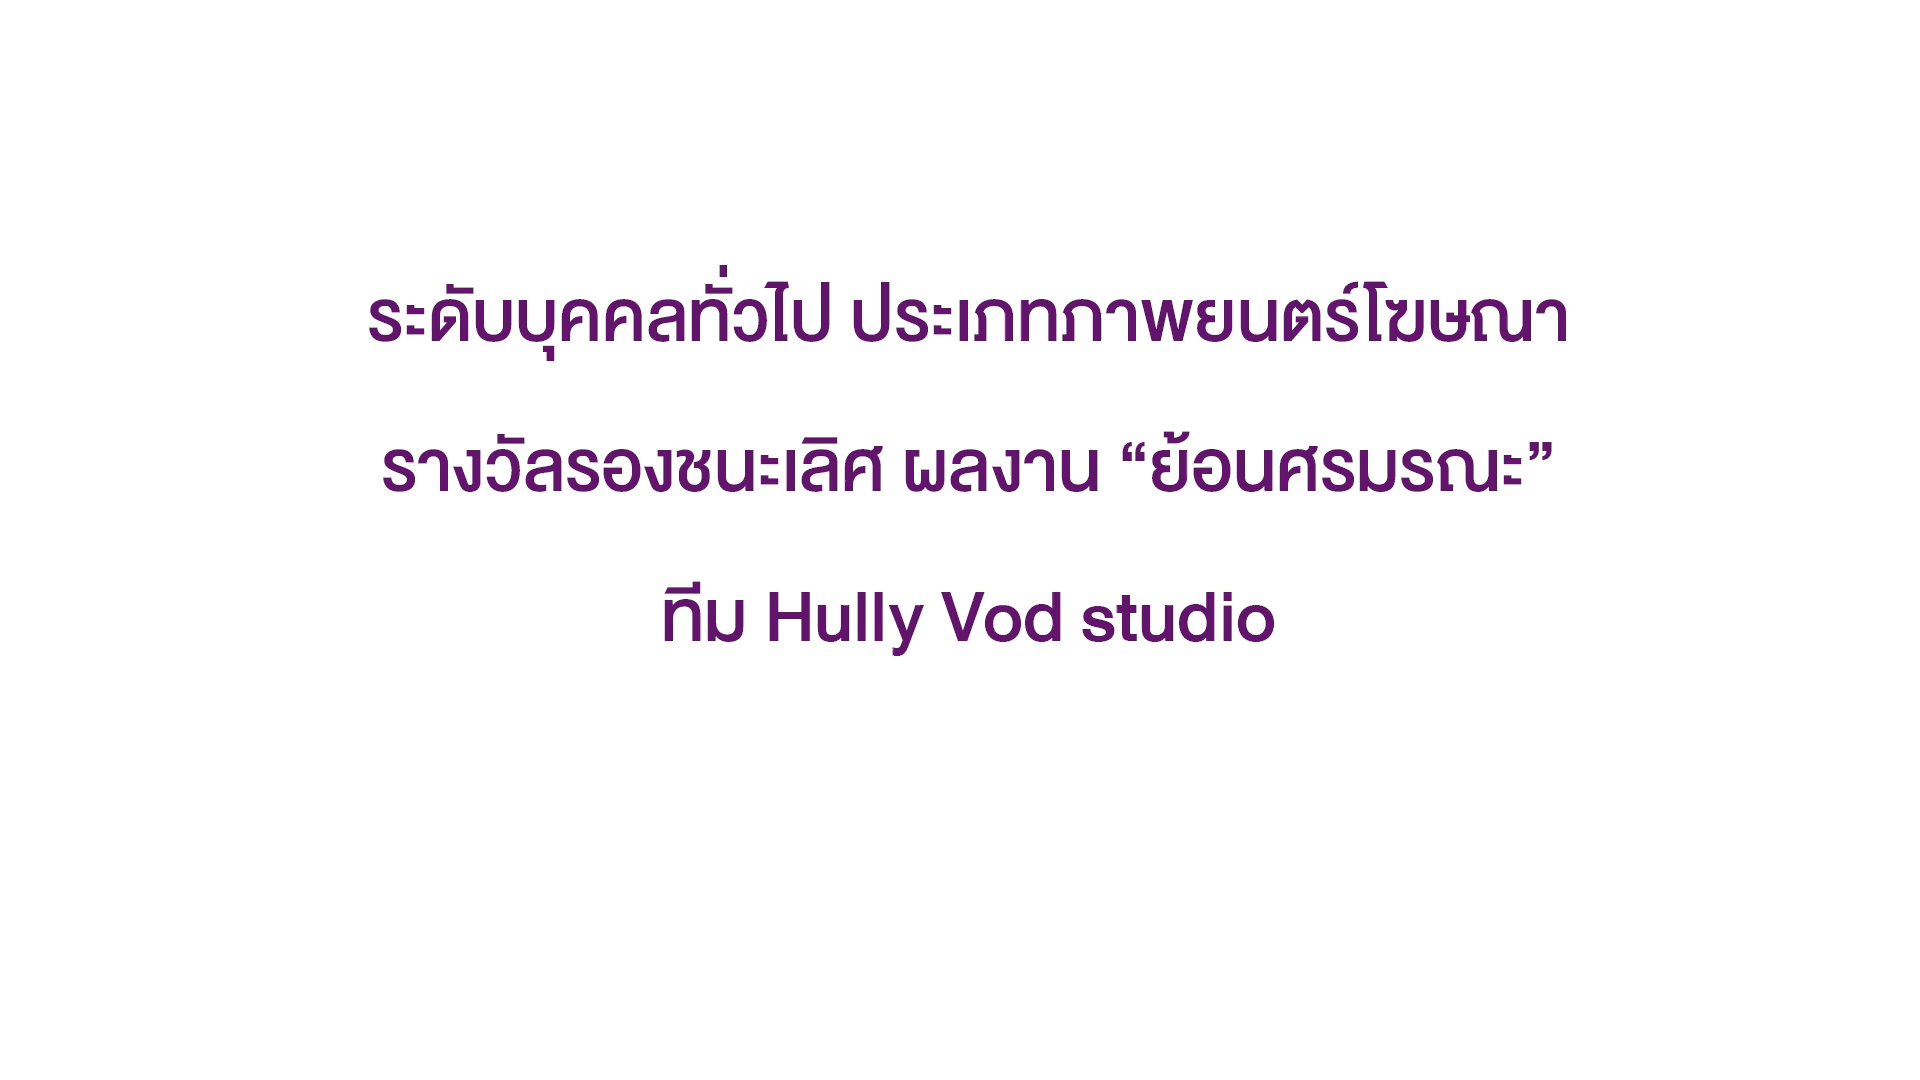 ระดับบุคคลทั่วไป ประเภทภาพยนตร์โฆษณา
รางวัลรองชนะเลิศ ผลงาน “ย้อนศรมรณะ”
ทีม Hully Vod studio